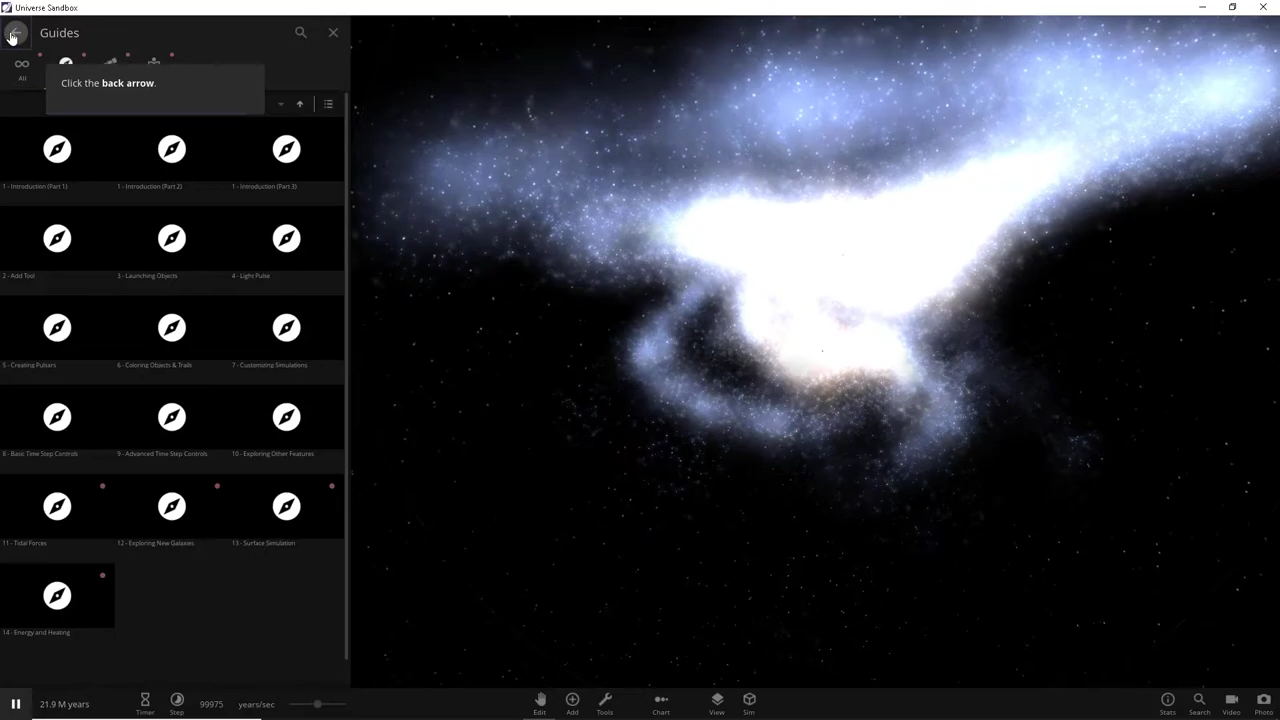 Universe Sandbox
Guides
All
Click the back arrow.
1 - Introduction (Part 1)
1 - Introduction (Part 2)
1 - Introduction (Part 3)
2 - Add Tool
3 - Launching Objects
4 - Light Pulse
5 - Creating Pulsars
6 - Coloring Objects & Trails
7 - Customizing Simulations
8 - Basic Time Step Controls
9 - Advanced Time Step Controls
10 - Exploring Other Features
11 - Tidal Forces
12 - Exploring New Galaxies
13 - Surface Simulation
14 - Energy and Heating
21.9 M years
Timer
Step
99975
years/sec
Edit
Add
Tools
Chart
View
Sim
Stats
Search
Video
Photo